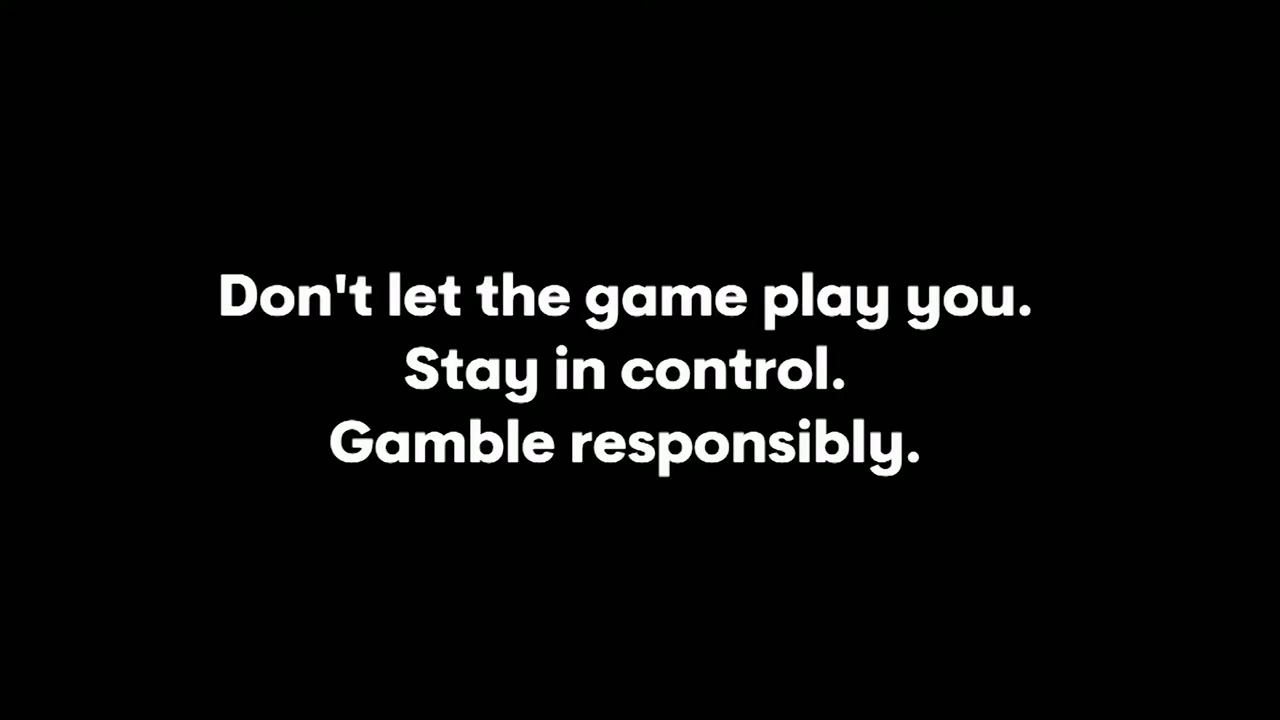 Don't let the game play you.
Stay in control.
Gamble responsibly.